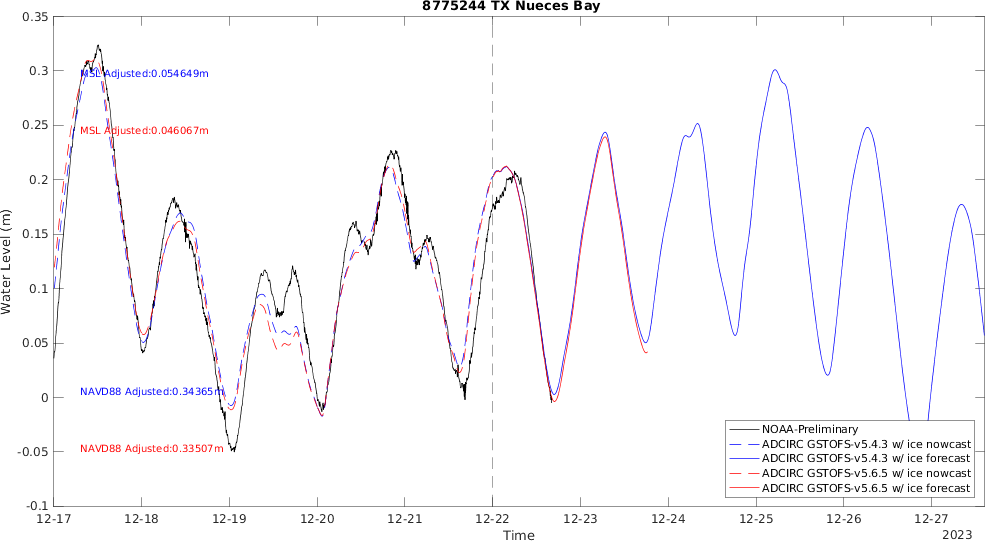 8775244 TX Nueces Bay
0.35
0.3
0.25
0.2
0.15
0.1
0.05
0
-0.05
-0.1
Water Level (m)
MSL Adjusted:0.054649m
MSL Adjusted:0.046067m
NAVD88 Adjusted:0.34365m
NAVD88 Adjusted:0.33507m
NOAA-Preliminary
ADCIRC GSTOFS-v5.4.3 w/ ice nowcast
ADCIRC GSTOFS-v5.4.3 w/ ice forecast
ADCIRC GSTOFS-v5.6.5 w/ ice nowcast
ADCIRC GSTOFS-v5.6.5 w/ ice forecast
12-17 12-18 12-19 12-20 12-21 12-22 12-23 12-24 12-25 12-26 12-27
2023
Time